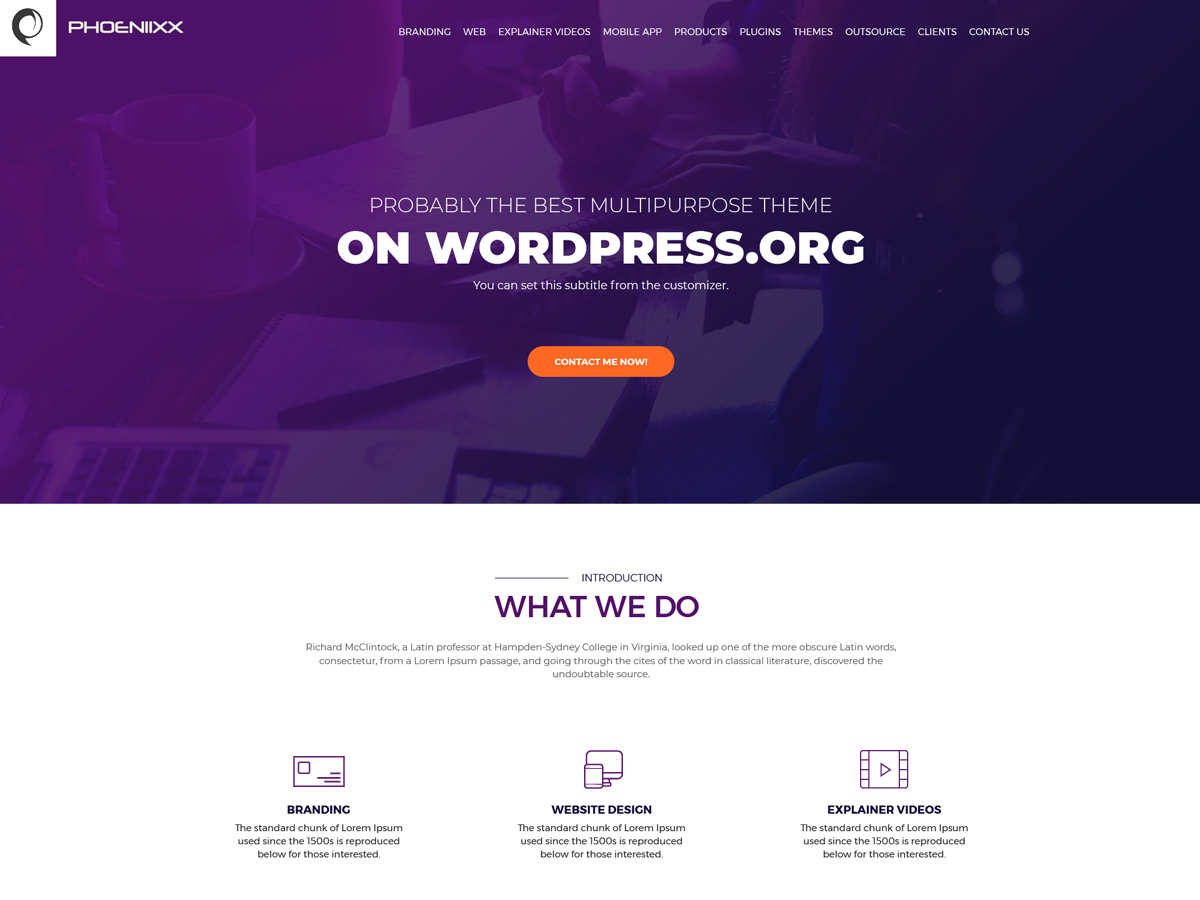 PHOENIIXX
BRANDING WEB EXPLAINER VIDEOS MOBILE APP PRODUCTS PLUGINS THEMES OUTSOURCE CLIENTS CONTACT US
PROBABLY THE BEST MULTIPURPOSE THEME
ON WORDPRESS.ORG
You can set this subtitle from the customizer.
CONTACT ME NOW!
INTRODUCTION
WHAT WE DO
Richard McClintock, a Latin professor at Hampden-Sydney College in Virginia, looked up one of the more obscure Latin words,
consectetur, from a Lorem Ipsum passage, and going through the cites of the word in classical literature, discovered the
undoubtable source.
BRANDING
The standard chunk of Lorem Ipsum
used since the 1500s is reproduced
below for those interested.
WEBSITE DESIGN
The standard chunk of Lorem Ipsum
used since the 1500s is reproduced
below for those interested.
EXPLAINER VIDEOS
The standard chunk of Lorem Ipsum
used since the 1500s is reproduced
below for those interested.